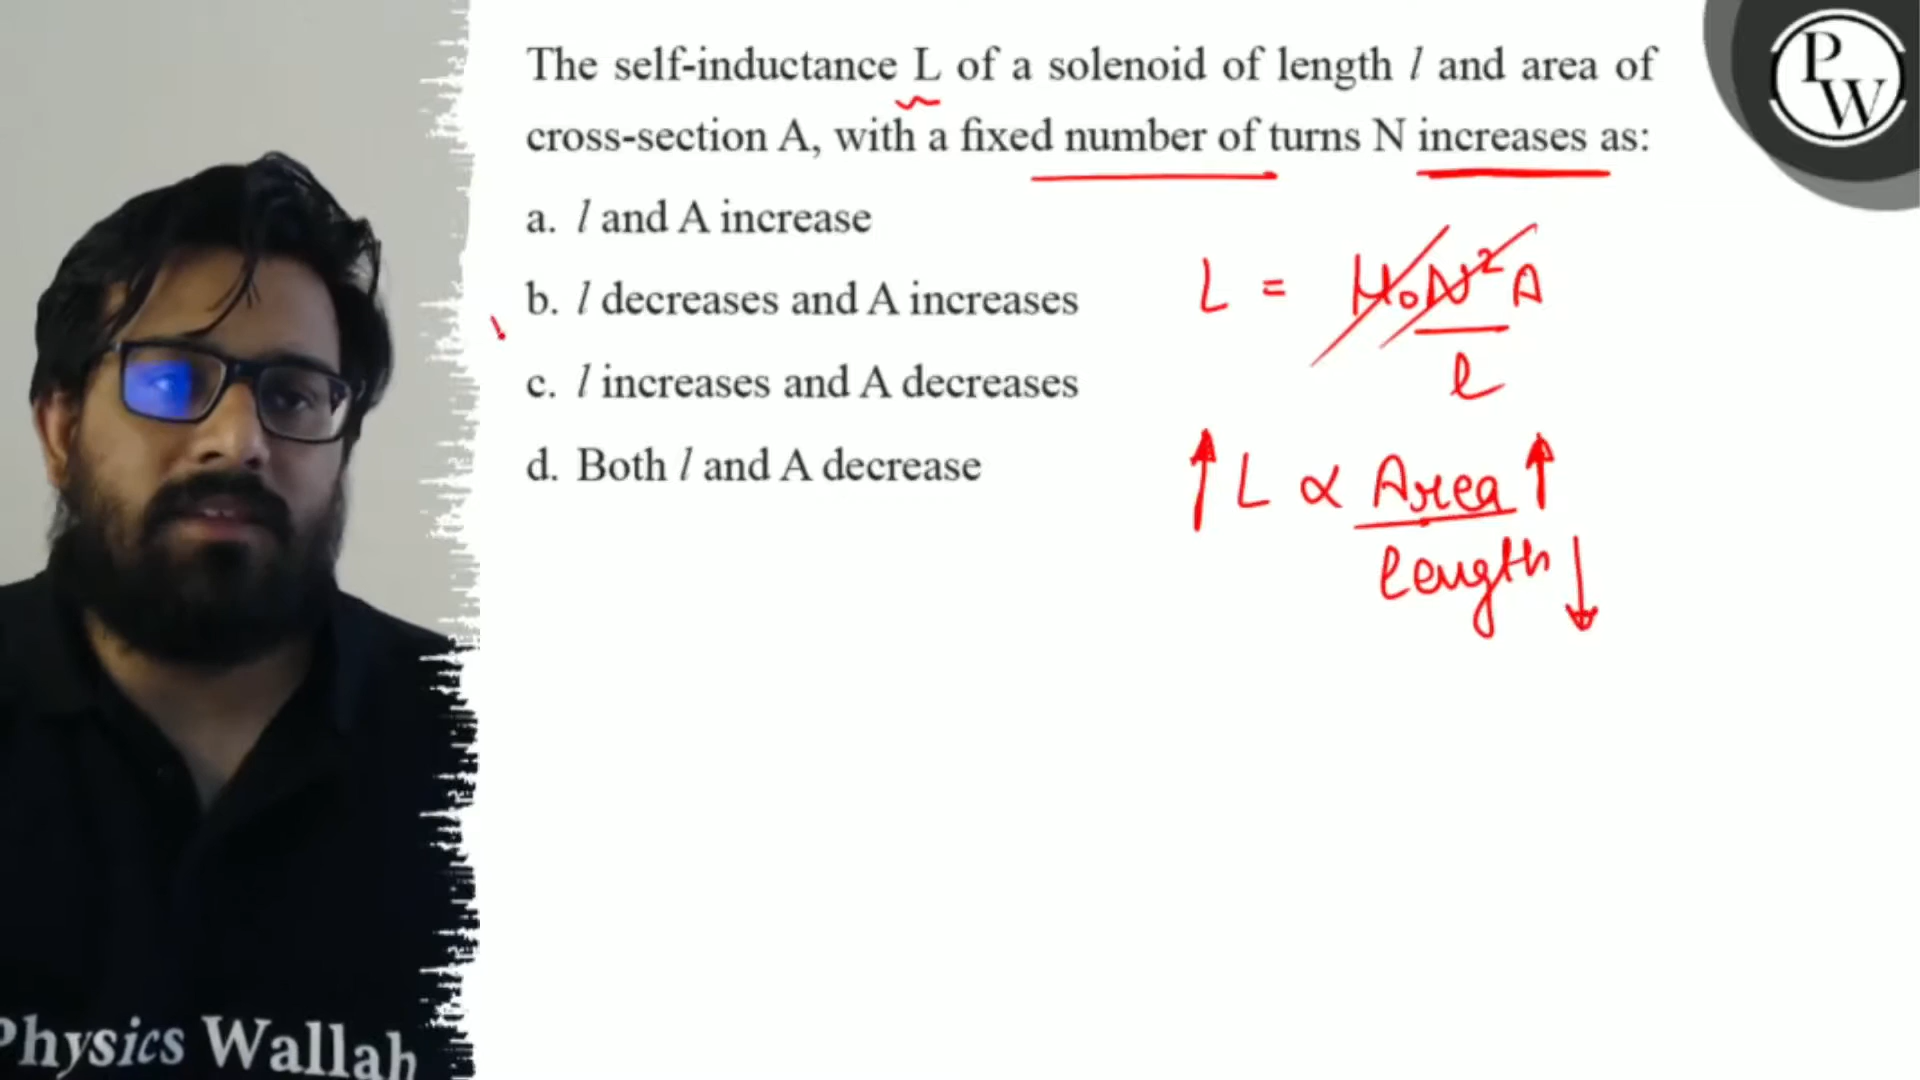 The self-inductance L of a solenoid of length l and area of
cross-section A, with a fixed number of turns N increases as:
a. l and A increase
b. l decreases and A increases
c. l increases and A decreases
d. Both l and A decrease
L = μ₀N²A
l
↑ L ∝ Area ↑
length ↓
PW
Physics Wallah